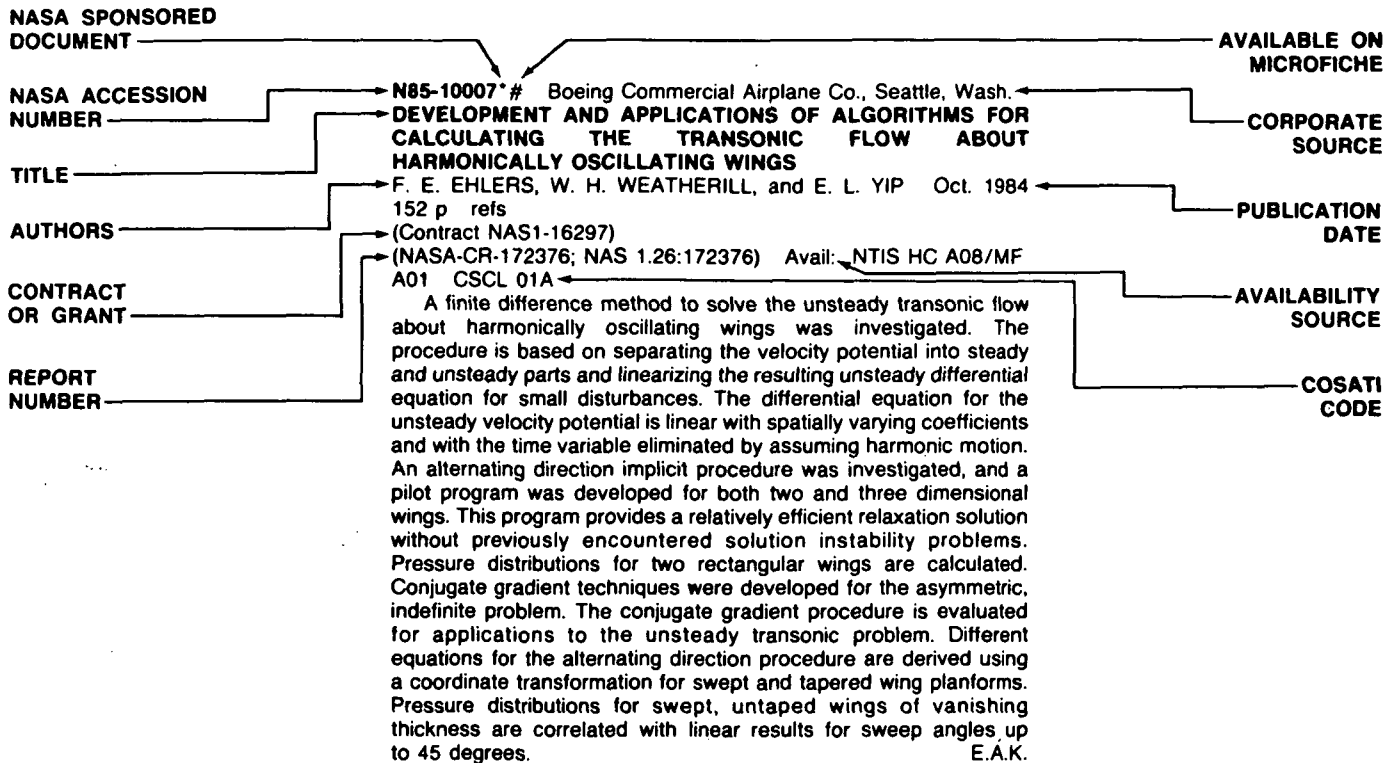 NASA SPONSORED
DOCUMENT
AVAILABLE ON
MICROFICHE
NASA ACCESSION
NUMBER
N85-10007*# Boeing Commercial Airplane Co., Seattle, Wash.
CORPORATE
SOURCE
TITLE
DEVELOPMENT AND APPLICATIONS OF ALGORITHMS FOR
CALCULATING THE TRANSONIC FLOW ABOUT
HARMONICALLY OSCILLATING WINGS
AUTHORS
F. E. EHLERS, W. H. WEATHERILL, and E. L. YIP Oct. 1984
PUBLICATION
DATE
152 p refs
CONTRACT
OR GRANT
(Contract NAS1-16297)
REPORT
NUMBER
(NASA-CR-172376; NAS 1.26:172376) Avail: NTIS HC A08/MF
AVAILABILITY
SOURCE
A01 CSCL 01A
COSATI
CODE
A finite difference method to solve the unsteady transonic flow
about harmonically oscillating wings was investigated. The
procedure is based on separating the velocity potential into steady
and unsteady parts and linearizing the resulting unsteady differential
equation for small disturbances. The differential equation for the
unsteady velocity potential is linear with spatially varying coefficients
and with the time variable eliminated by assuming harmonic motion.
An alternating direction implicit procedure was investigated, and a
pilot program was developed for both two and three dimensional
wings. This program provides a relatively efficient relaxation solution
without previously encountered solution instability problems.
Pressure distributions for two rectangular wings are calculated.
Conjugate gradient techniques were developed for the asymmetric,
indefinite problem. The conjugate gradient procedure is evaluated
for applications to the unsteady transonic problem. Different
equations for the alternating direction procedure are derived using
a coordinate transformation for swept and tapered wing planforms.
Pressure distributions for swept, untaped wings of vanishing
thickness are correlated with linear results for sweep angles up
to 45 degrees. E.A.K.